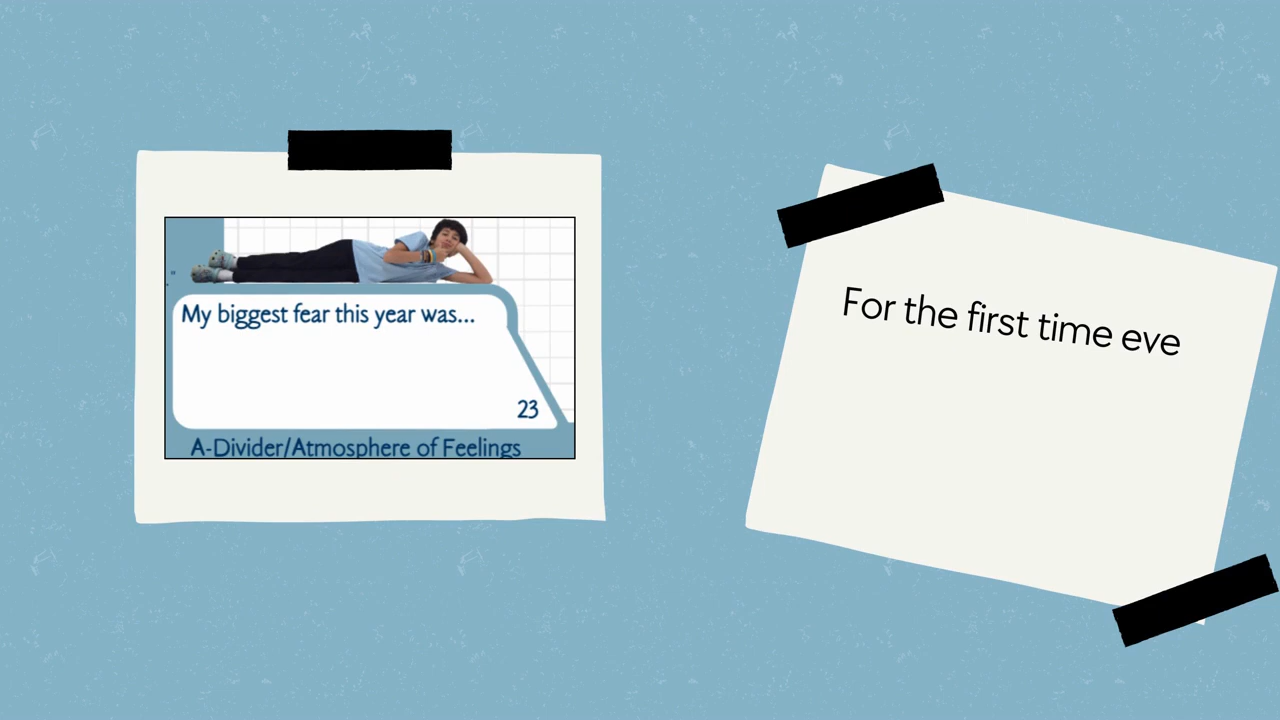 My biggest fear this year was...
23
A-Divider/Atmosphere of Feelings
For the first time eve